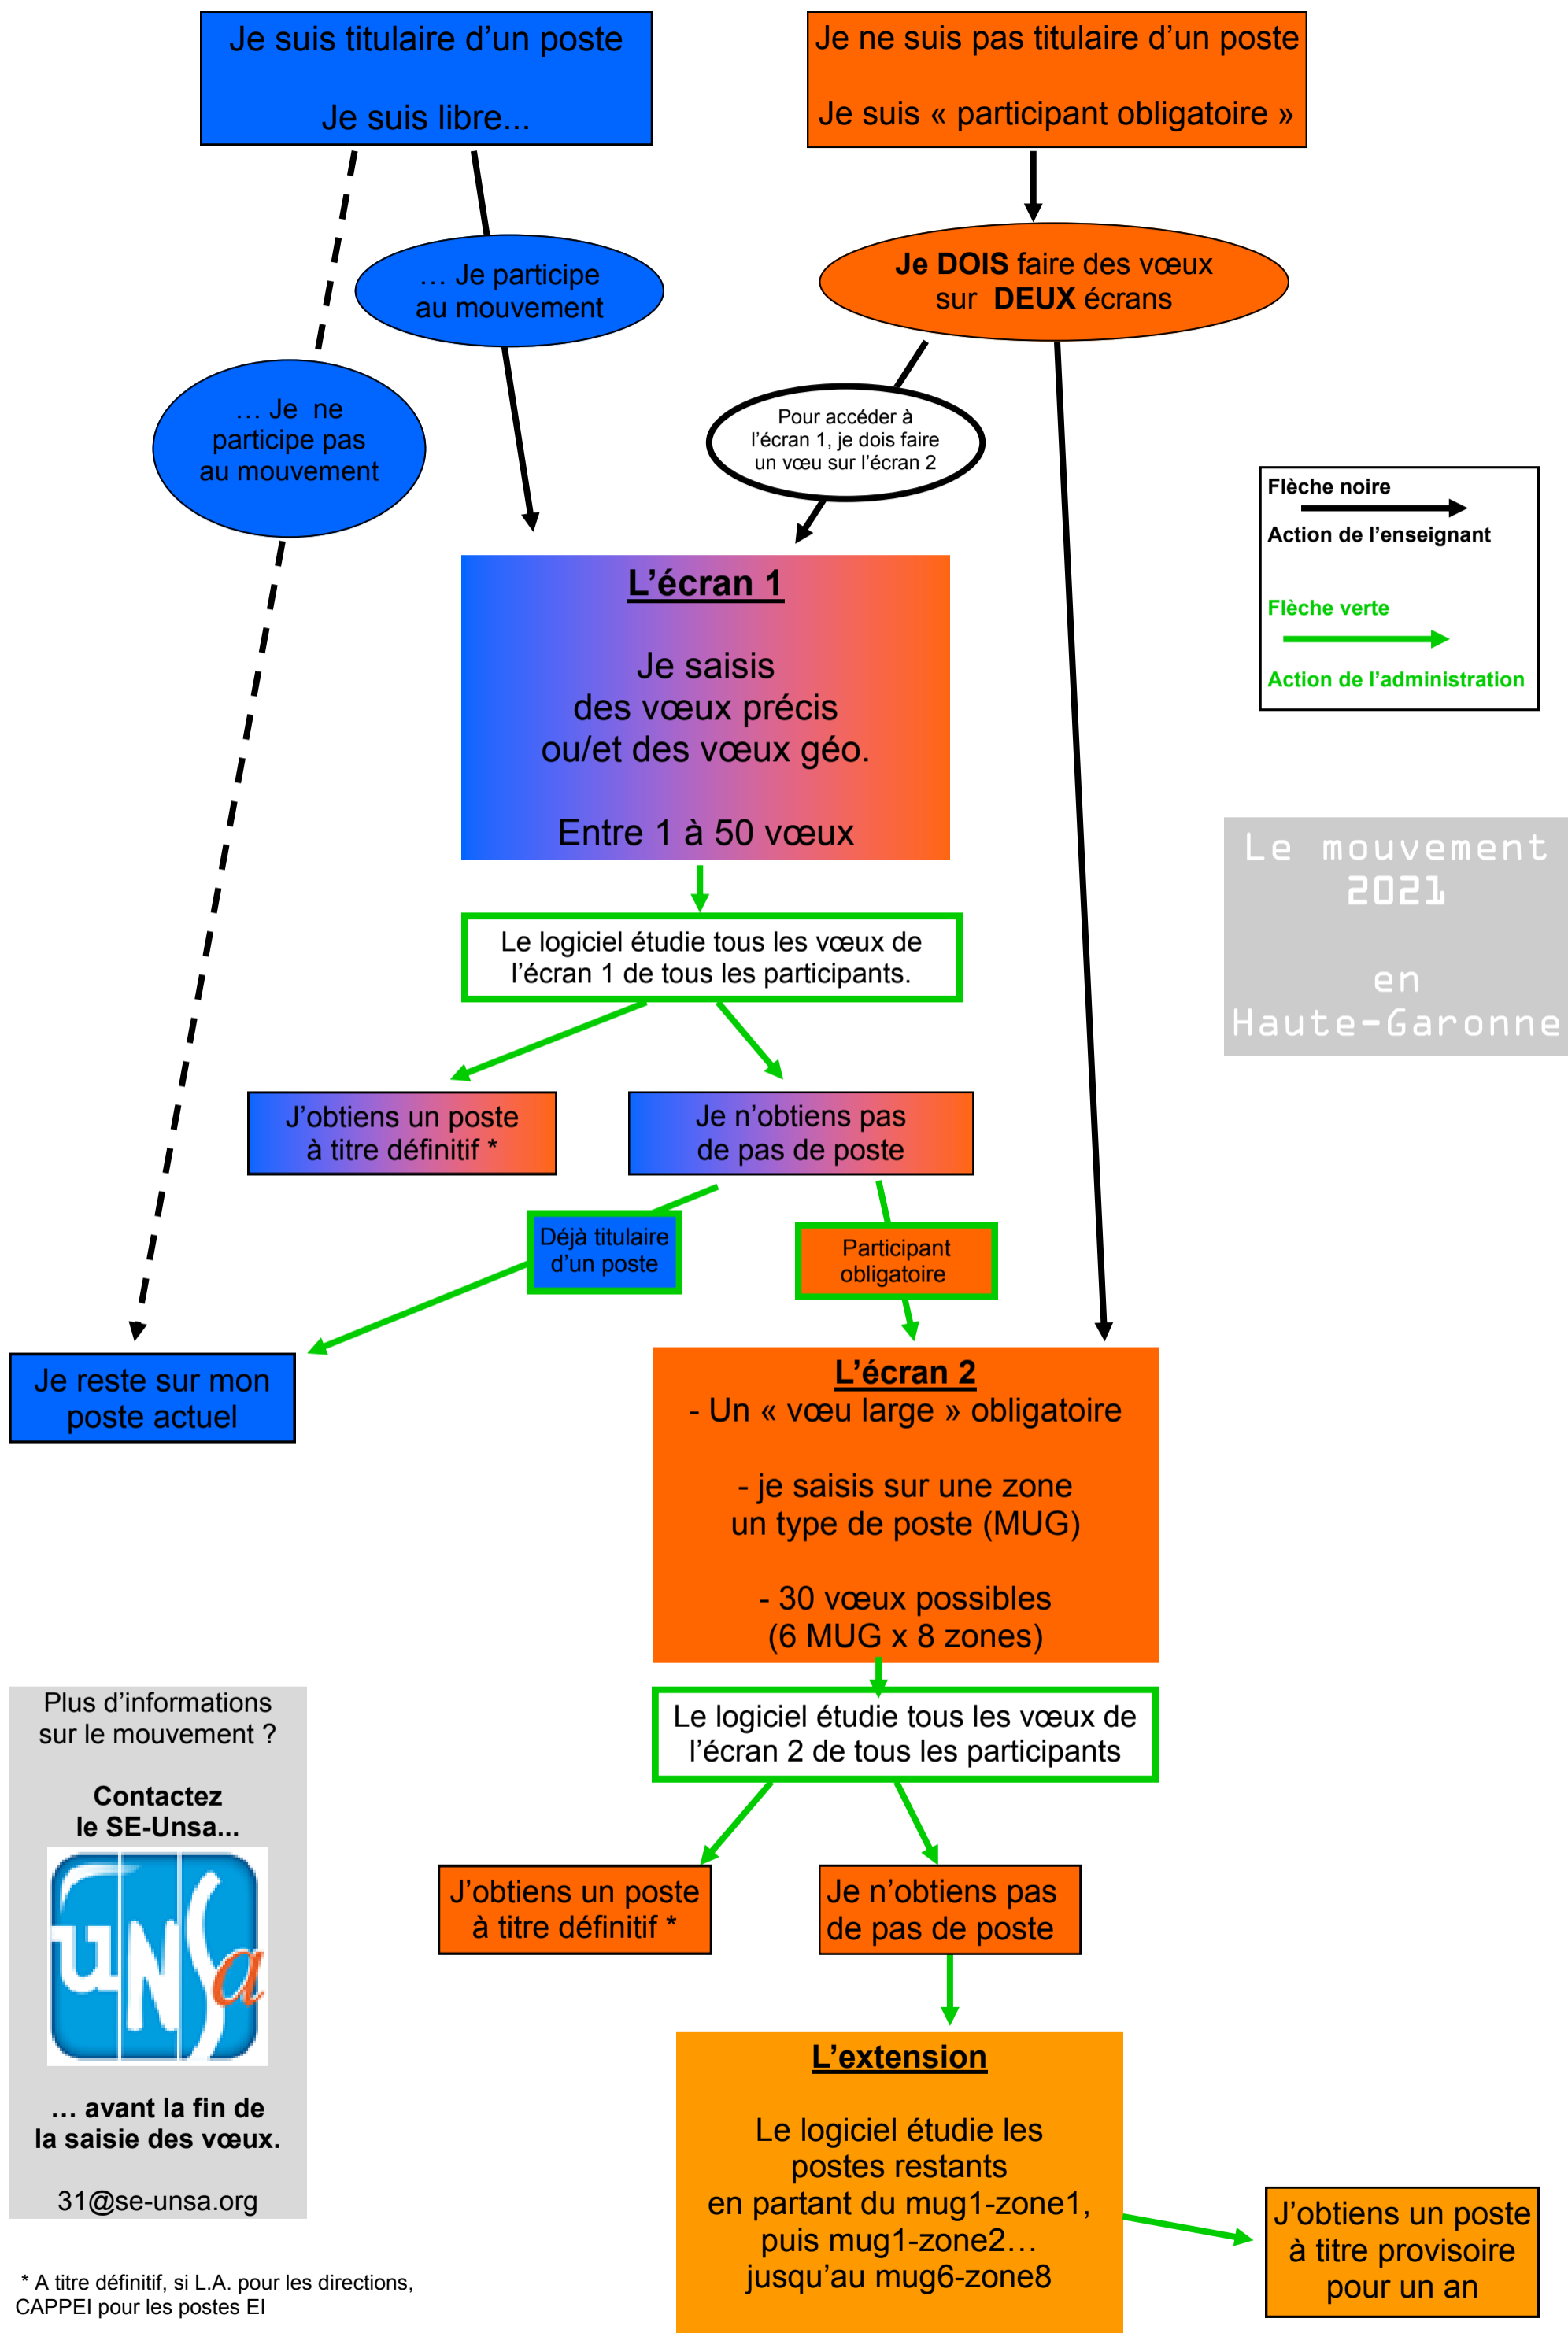 Je suis titulaire d’un poste
Je suis libre...
Je ne suis pas titulaire d’un poste
Je suis « participant obligatoire »
… Je participe
au mouvement
Je DOIS faire des vœux
sur DEUX écrans
… Je ne
participe pas
au mouvement
Pour accéder à
l’écran 1, je dois faire
un vœu sur l’écran 2
Flèche noire
Action de l’enseignant
Flèche verte
Action de l’administration
L’écran 1
Je saisis
des vœux précis
ou/et des vœux géo.
Entre 1 à 50 vœux
Le mouvement
2021
en
Haute-Garonne
Le logiciel étudie tous les vœux de
l’écran 1 de tous les participants.
J’obtiens un poste
à titre définitif *
Je n’obtiens pas
de pas de poste
Déjà titulaire
d’un poste
Participant
obligatoire
Je reste sur mon
poste actuel
L’écran 2
- Un « vœu large » obligatoire
- je saisis sur une zone
un type de poste (MUG)
- 30 vœux possibles
(6 MUG x 8 zones)
Le logiciel étudie tous les vœux de
l’écran 2 de tous les participants
J’obtiens un poste
à titre définitif *
Je n’obtiens pas
de pas de poste
L’extension
Le logiciel étudie les
postes restants
en partant du mug1-zone1,
puis mug1-zone2…
jusqu’au mug6-zone8
J’obtiens un poste
à titre provisoire
pour un an
Plus d’informations
sur le mouvement ?
Contactez
le SE-Unsa...
uNSa
… avant la fin de
la saisie des vœux.
31@se-unsa.org
* A titre définitif, si L.A. pour les directions,
CAPPEI pour les postes EI